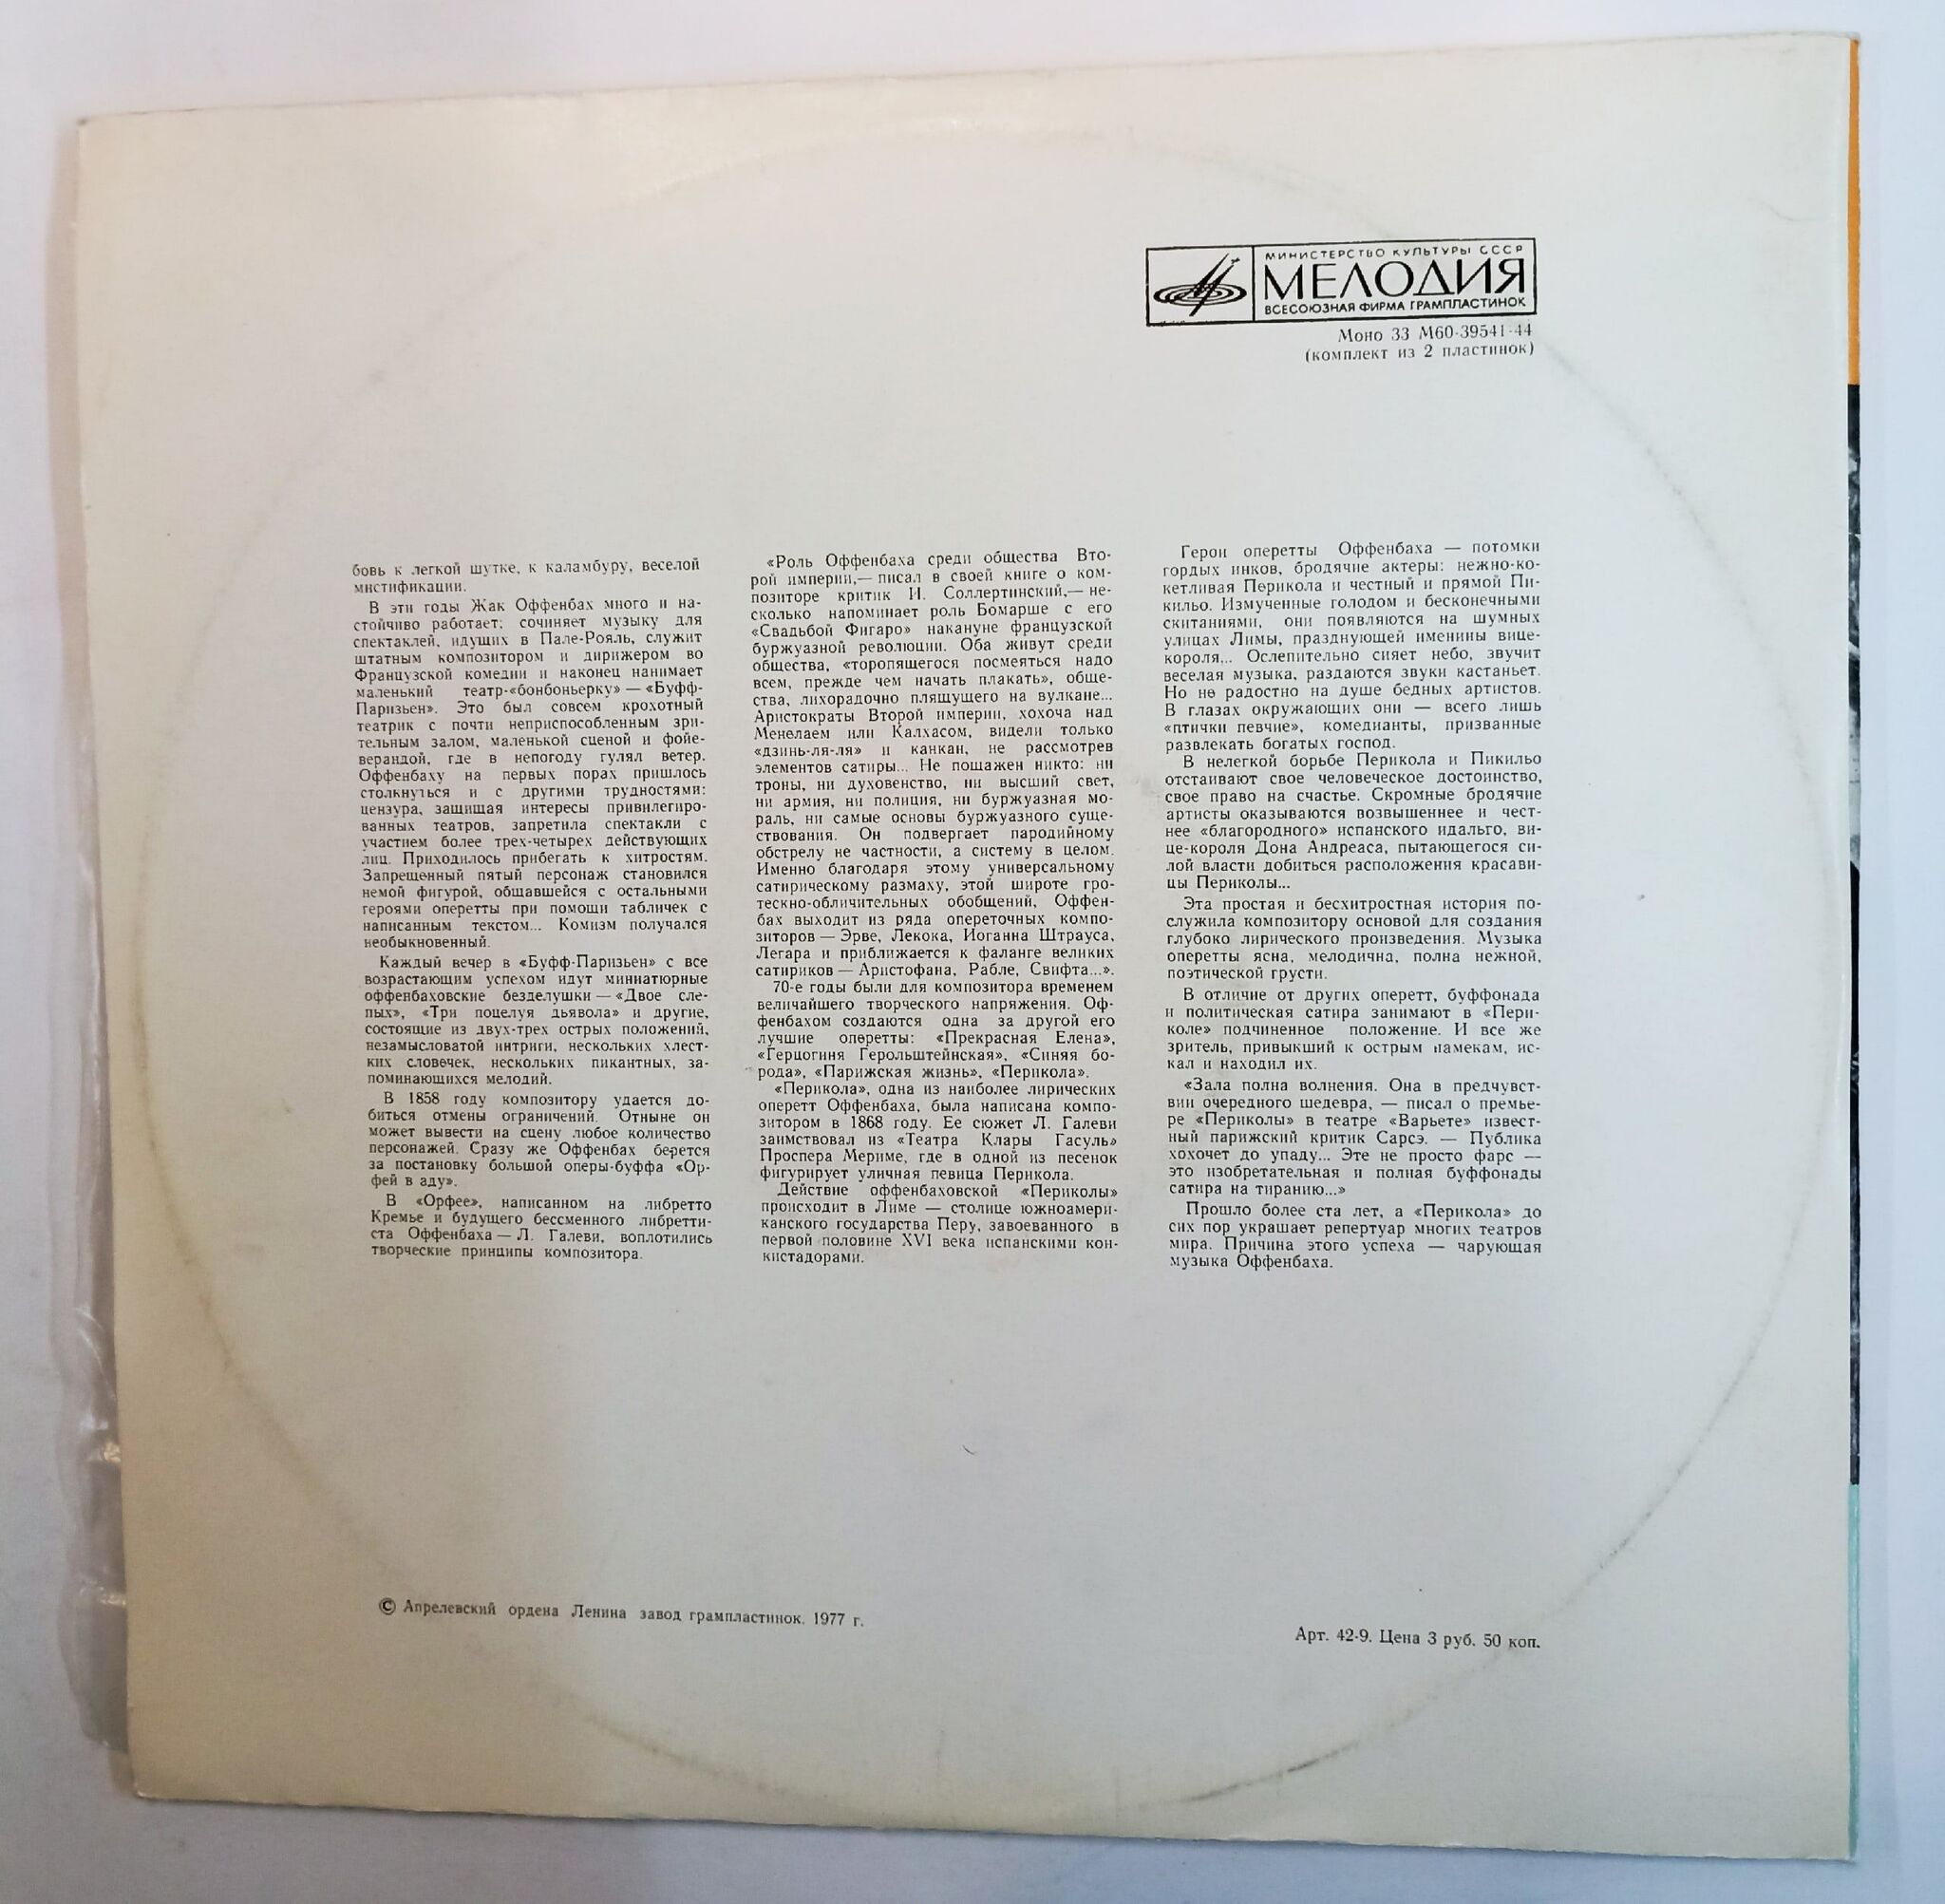 МИНИСТЕРСТВО КУЛЬТУРЫ СССР
МЕЛОДИЯ
ВСЕСОЮЗНАЯ ФИРМА ГРАМПЛАСТИНОК
Моно 33 М60-39541-44
(комплект из 2 пластинок)
бовь к легкой шутке, к каламбуру, веселой
мистификации.
В эти годы Жак Оффенбах много и на-
стойчиво работает: сочиняет музыку для
спектаклей, идущих в Пале-Рояль, служит
штатным композитором и дирижером во
Французской комедии и наконец нанимает
маленький театр-«бонбоньерку» — «Буфф-
Паризьен». Это был совсем крохотный
театрик с почти неприспособленным зри-
тельным залом, маленькой сценой и фойе-
верандой, где в непогоду гулял ветер.
Оффенбаху на первых порах пришлось
столкнуться и с другими трудностями:
цензура, защищая интересы привилегиро-
ванных театров, запретила спектакли с
участием более трех-четырех действующих
лиц. Приходилось прибегать к хитростям.
Запрещенный пятый персонаж становился
немой фигурой, общавшейся с остальными
героями оперетты при помощи табличек с
написанным текстом... Комизм получался
необыкновенный.
Каждый вечер в «Буфф-Паризьен» с все
возрастающим успехом идут миниатюрные
оффенбаховские безделушки — «Двое сле-
пых», «Три поцелуя дьявола» и другие,
состоящие из двух-трех острых положений,
незамысловатой интриги, нескольких хлест-
ких словечек, нескольких пикантных, за-
поминающихся мелодий.
В 1858 году композитору удается до-
биться отмены ограничений. Отныне он
может вывести на сцену любое количество
персонажей. Сразу же Оффенбах берется
за постановку большой оперы-буффа «Ор-
фей в аду».
В «Орфее», написанном на либретто
Кремье и будущего бессменного либретти-
ста Оффенбаха — Л. Галеви, воплотились
творческие принципы композитора.
«Роль Оффенбаха среди общества Вто-
рой империи,— писал в своей книге о ком-
позиторе критик И. Соллертинский,— не-
сколько напоминает роль Бомарше с его
«Свадьбой Фигаро» накануне французской
буржуазной революции. Оба живут среди
общества, «торопящегося посмеяться надо
всем, прежде чем начать плакать», обще-
ства, лихорадочно пляшущего на вулкане...
Аристократы Второй империи, хохоча над
Менелаем или Калхасом, видели только
«дзинь-ля-ля» и канкан, не рассмотрев
элементов сатиры... Не пощажен никто: ни
троны, ни духовенство, ни высший свет,
ни армия, ни полиция, ни буржуазная мо-
раль, ни самые основы буржуазного суще-
ствования. Он подвергает пародийному
обстрелу не частности, а систему в целом.
Именно благодаря этому универсальному
сатирическому размаху, этой широте гро-
тескно-обличительных обобщений, Оффен-
бах выходит из ряда опереточных компо-
зиторов — Эрве, Лекока, Иоганна Штрауса,
Легара и приближается к фаланге великих
сатириков — Аристофана, Рабле, Свифта...».
70-е годы были для композитора временем
величайшего творческого напряжения. Оф-
фенбахом создаются одна за другой его
лучшие оперетты: «Прекрасная Елена»,
«Герцогиня Герольштейнская», «Синяя бо-
рода», «Парижская жизнь», «Перикола».
«Перикола», одна из наиболее лирических
оперетт Оффенбаха, была написана компо-
зитором в 1868 году. Ее сюжет Л. Галеви
заимствовал из «Театра Клары Гасуль»
Проспера Мериме, где в одной из песенок
фигурирует уличная певица Перикола.
Действие оффенбаховской «Периколы»
происходит в Лиме — столице южноамери-
канского государства Перу, завоеванного в
первой половине XVI века испанскими кон-
кистадорами.
Герои оперетты Оффенбаха — потомки
гордых инков, бродячие актеры: нежно-ко-
кетливая Перикола и честный и прямой Пи-
кильо. Измученные голодом и бесконечными
скитаниями, они появляются на шумных
улицах Лимы, празднующей именины вице-
короля... Ослепительно сияет небо, звучит
веселая музыка, раздаются звуки кастаньет.
Но не радостно на душе бедных артистов.
В глазах окружающих они — всего лишь
«птички певчие», комедианты, призванные
развлекать богатых господ.
В нелегкой борьбе Перикола и Пикильо
отстаивают свое человеческое достоинство,
свое право на счастье. Скромные бродячие
артисты оказываются возвышеннее и чест-
нее «благородного» испанского идальго, ви-
це-короля Дона Андреаса, пытающегося си-
лой власти добиться расположения красави-
цы Периколы...
Эта простая и бесхитростная история по-
служила композитору основой для создания
глубоко лирического произведения. Музыка
оперетты ясна, мелодична, полна нежной,
поэтической грусти.
В отличие от других оперетт, буффонада
и политическая сатира занимают в «Пери-
коле» подчиненное положение. И все же
зритель, привыкший к острым намекам, ис-
кал и находил их.
«Зала полна волнения. Она в предчувст-
вии очередного шедевра, — писал о премье-
ре «Периколы» в театре «Варьете» извест-
ный парижский критик Сарсэ. — Публика
хохочет до упаду... Эте не просто фарс —
это изобретательная и полная буффонады
сатира на тиранию...»
Прошло более ста лет, а «Перикола» до
сих пор украшает репертуар многих театров
мира. Причина этого успеха — чарующая
музыка Оффенбаха.
© Апрелевский ордена Ленина завод грампластинок. 1977 г.
Арт. 42-9. Цена 3 руб. 50 коп.